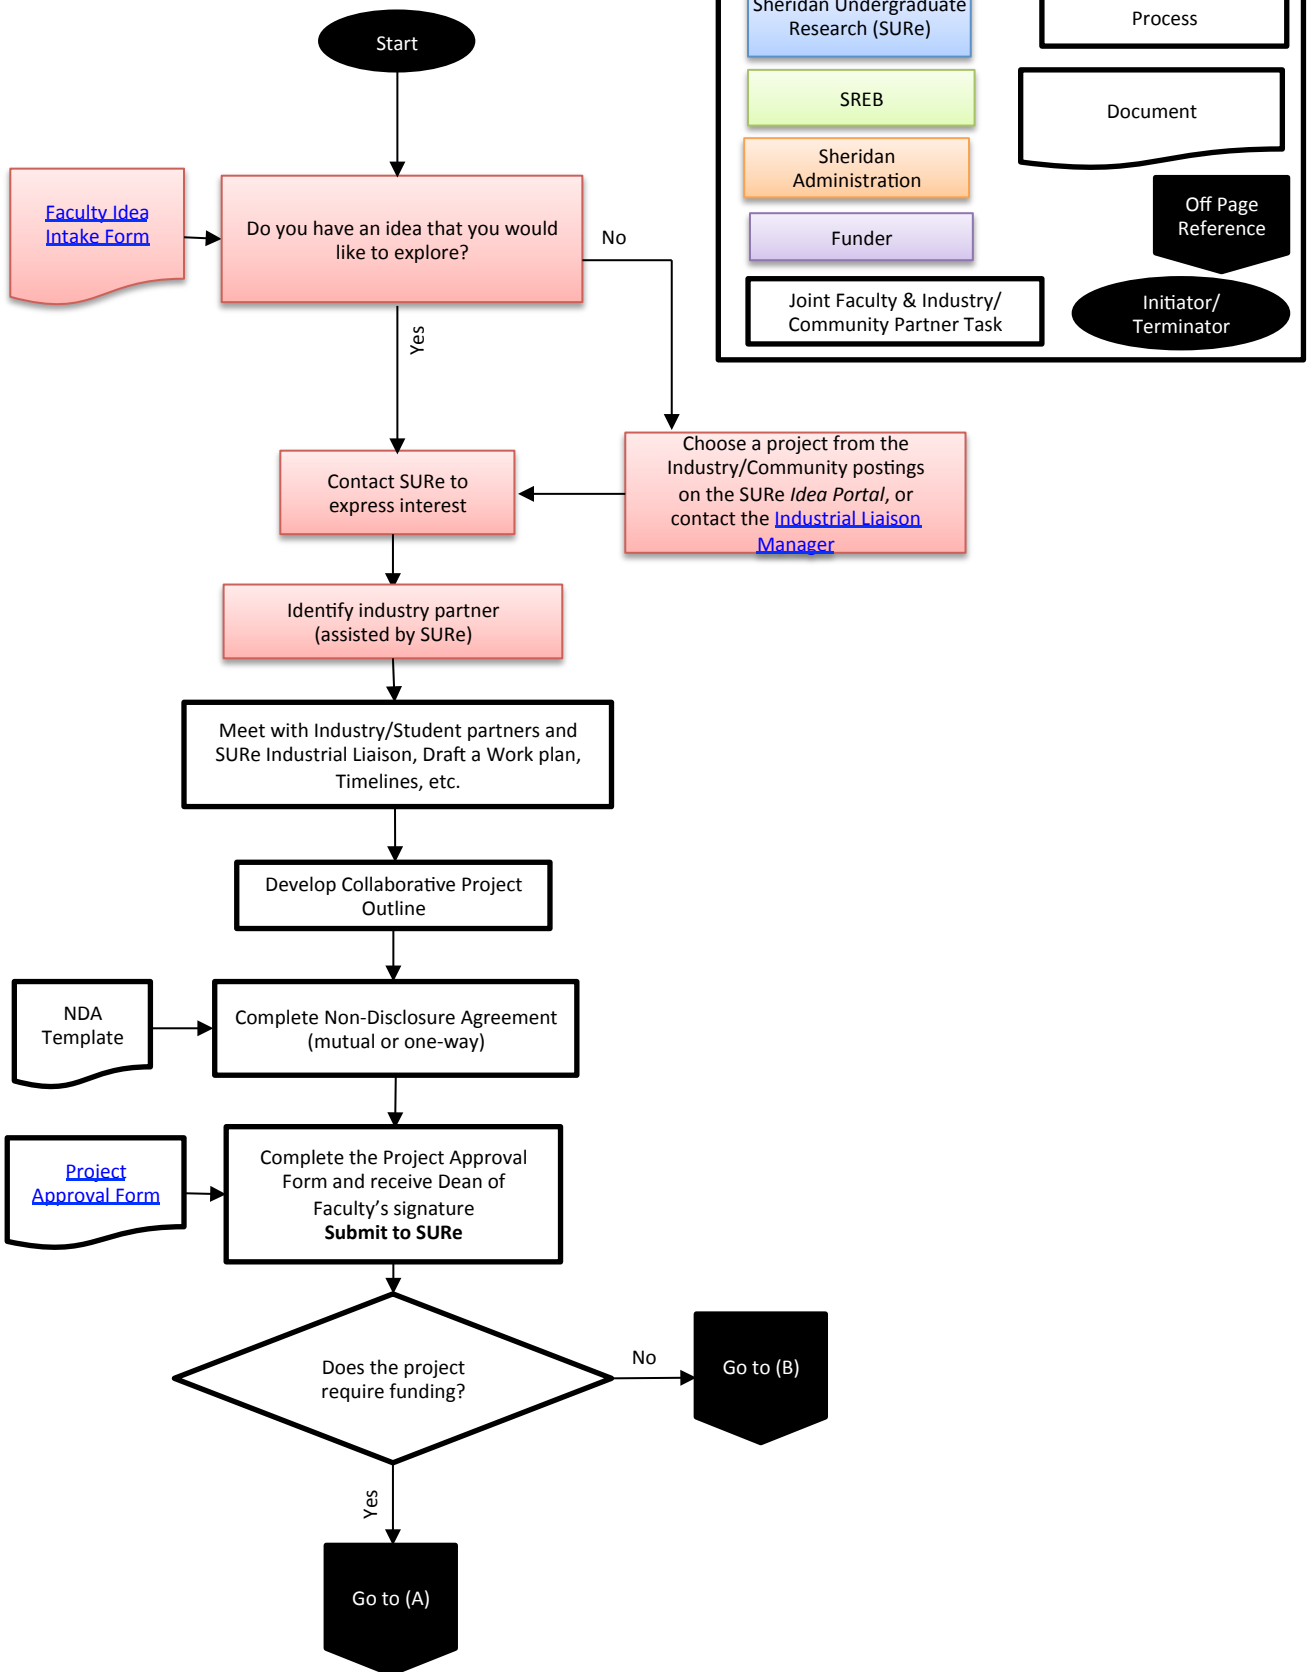 Start
Sheridan Undergraduate
Research (SURe)
Process
SREB
Document
Sheridan
Administration
Off Page
Reference
Funder
Joint Faculty & Industry/
Community Partner Task
Initiator/
Terminator
Faculty Idea
Intake Form
Do you have an idea that you would
like to explore?
No
Yes
Choose a project from the
Industry/Community postings
on the SURe Idea Portal, or
contact the Industrial Liaison
Manager
Contact SURe to
express interest
Identify industry partner
(assisted by SURe)
Meet with Industry/Student partners and
SURe Industrial Liaison, Draft a Work plan,
Timelines, etc.
Develop Collaborative Project
Outline
NDA
Template
Complete Non-Disclosure Agreement
(mutual or one-way)
Project
Approval Form
Complete the Project Approval
Form and receive Dean of
Faculty’s signature
Submit to SURe
Does the project
require funding?
No
Go to (B)
Yes
Go to (A)